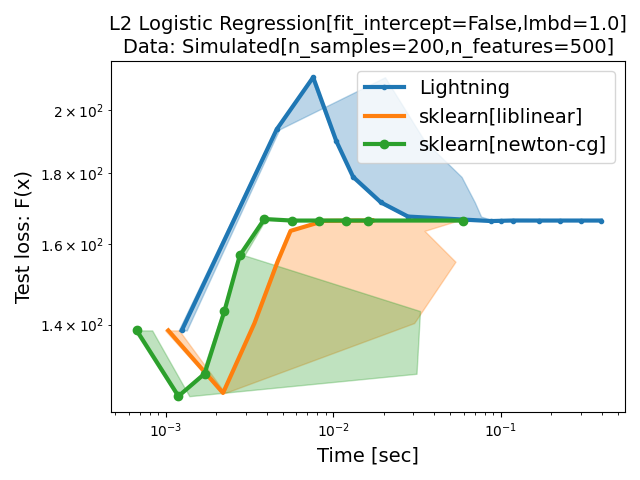 L2 Logistic Regression[fit_intercept=False,lmbd=1.0]
Data: Simulated[n_samples=200,n_features=500]
Lightning
sklearn[liblinear]
sklearn[newton-cg]
Test loss: F(x)
2 × 10²
1.8 × 10²
1.6 × 10²
1.4 × 10²
10⁻³
10⁻²
10⁻¹
Time [sec]